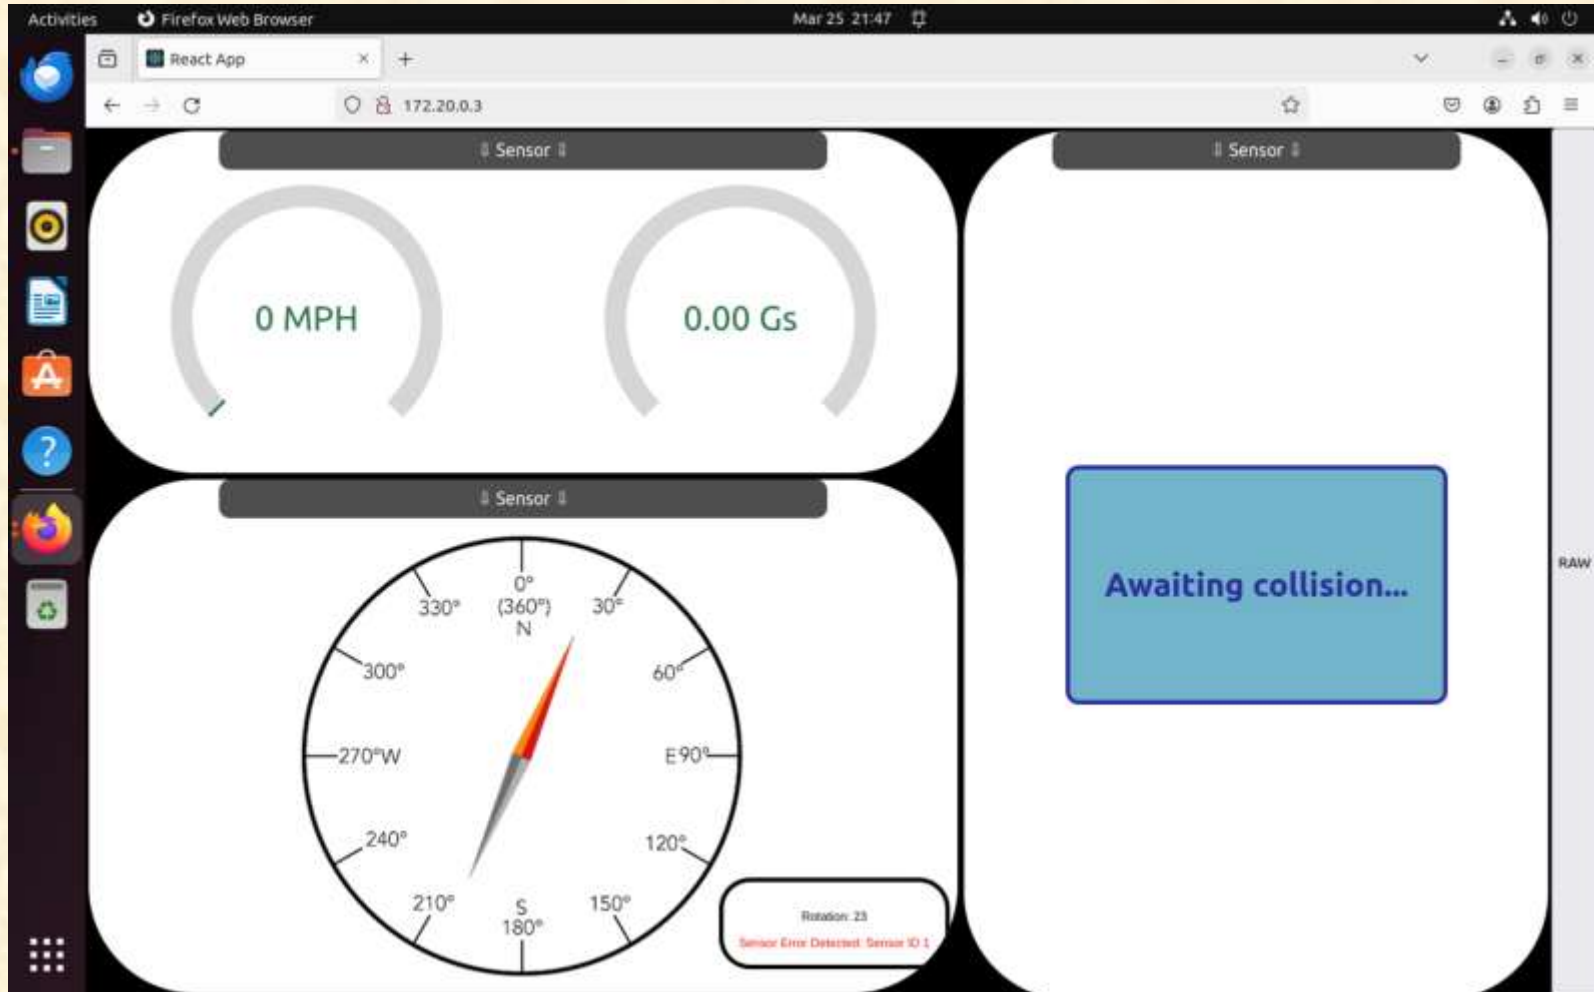 Activities Firefox Web Browser Mar 25 21:47
React App
172.20.0.3
⇩ Sensor ⇩
0 MPH
0.00 Gs
⇩ Sensor ⇩
0°
(360°)
N
30°
60°
E 90°
120°
150°
S
180°
210°
240°
270°W
300°
330°
Rotation: 23
Sensor Error Detected: Sensor ID 1
⇩ Sensor ⇩
Awaiting collision...
RAW